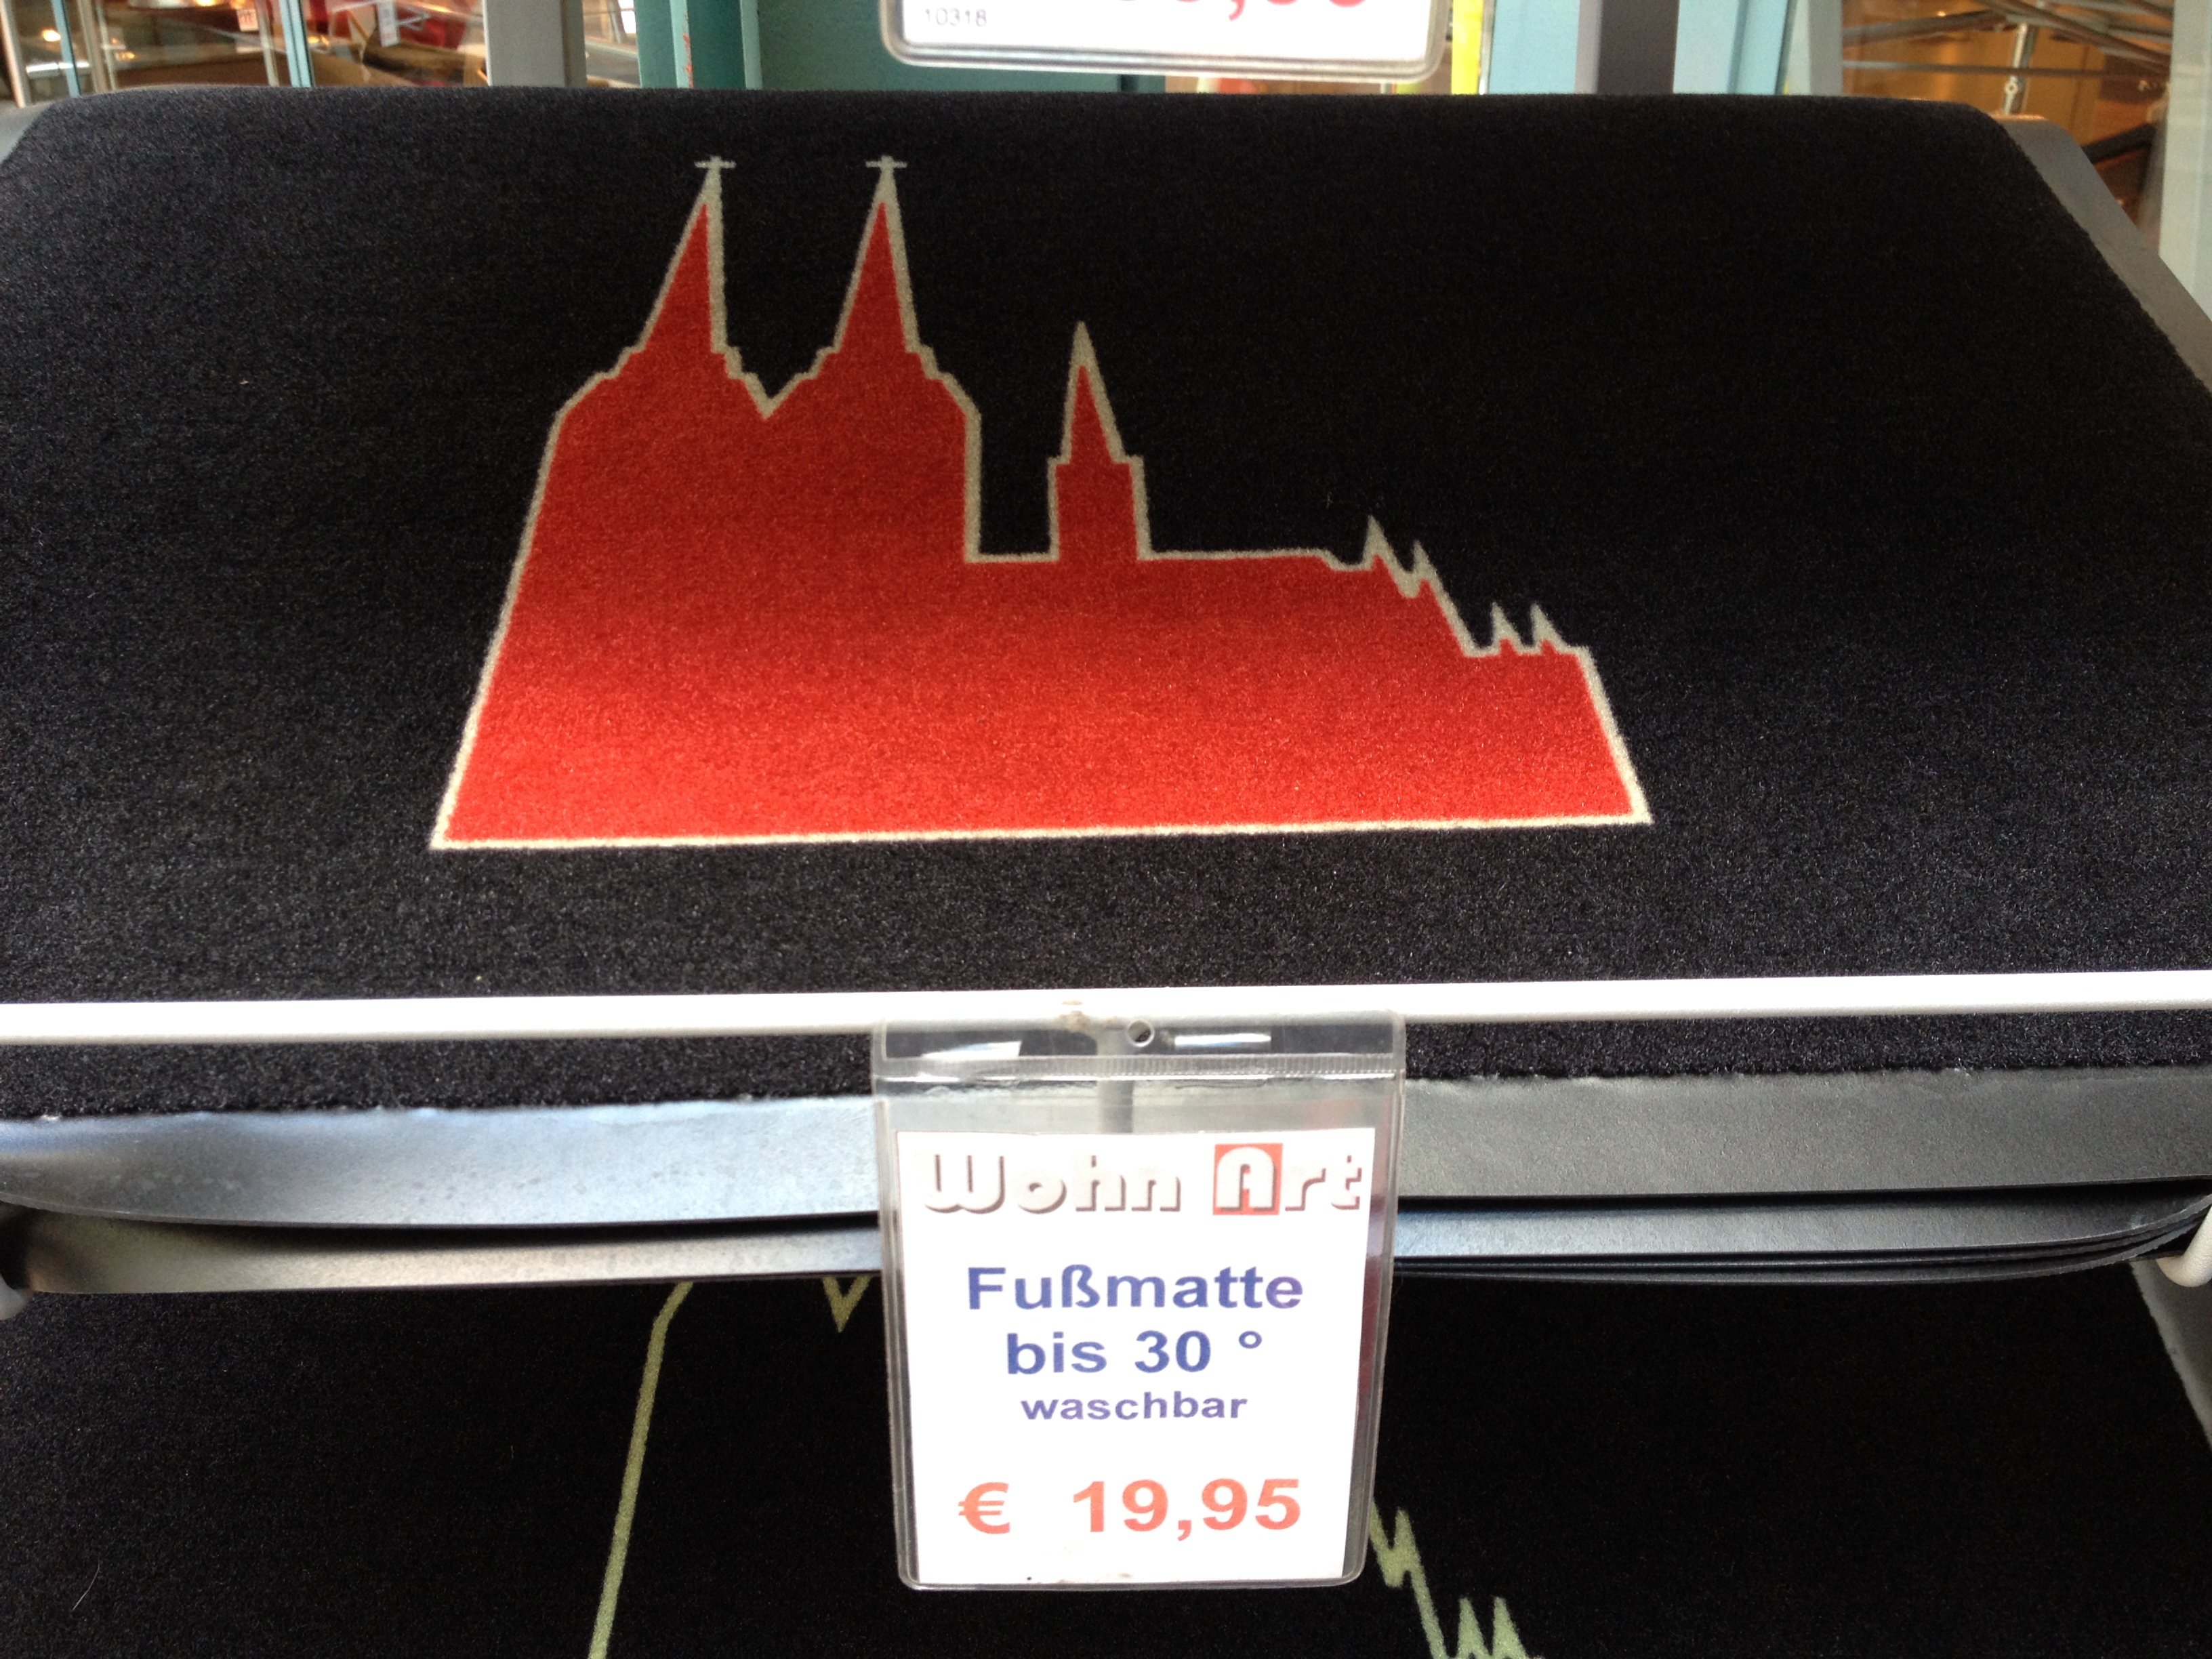 10318
Wohn Art
Fußmatte
bis 30 °
waschbar
€ 19,95